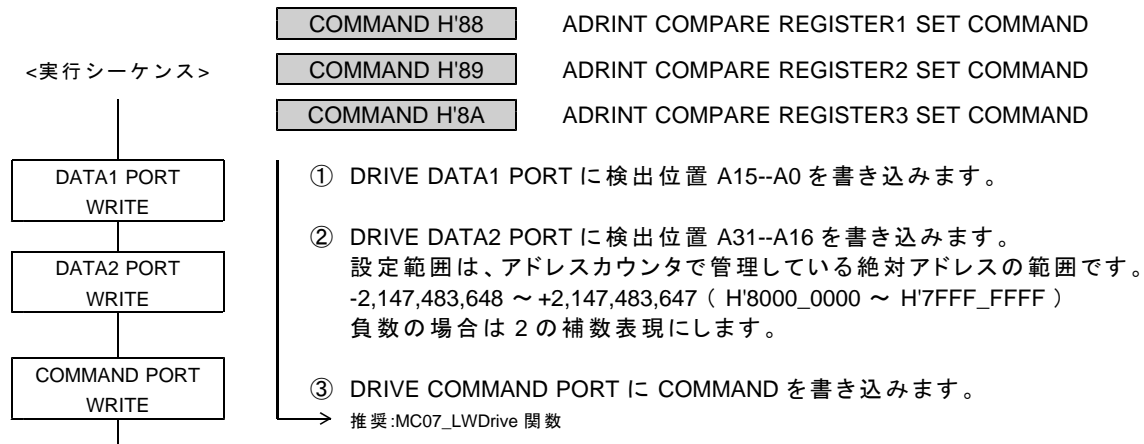 COMMAND H'88 ADRINT COMPARE REGISTER1 SET COMMAND
<実行シーケンス> COMMAND H'89 ADRINT COMPARE REGISTER2 SET COMMAND
COMMAND H'8A ADRINT COMPARE REGISTER3 SET COMMAND
DATA1 PORT
WRITE
① DRIVE DATA1 PORT に検出位置 A15--A0 を書き込みます。
DATA2 PORT
WRITE
② DRIVE DATA2 PORT に検出位置 A31--A16 を書き込みます。
設定範囲は、アドレスカウンタで管理している絶対アドレスの範囲です。
-2,147,483,648 ～ +2,147,483,647 ( H'8000_0000 ～ H'7FFF_FFFF )
負数の場合は 2 の補数表現にします。
COMMAND PORT
WRITE
③ DRIVE COMMAND PORT に COMMAND を書き込みます。
推奨:MC07_LWDrive 関数